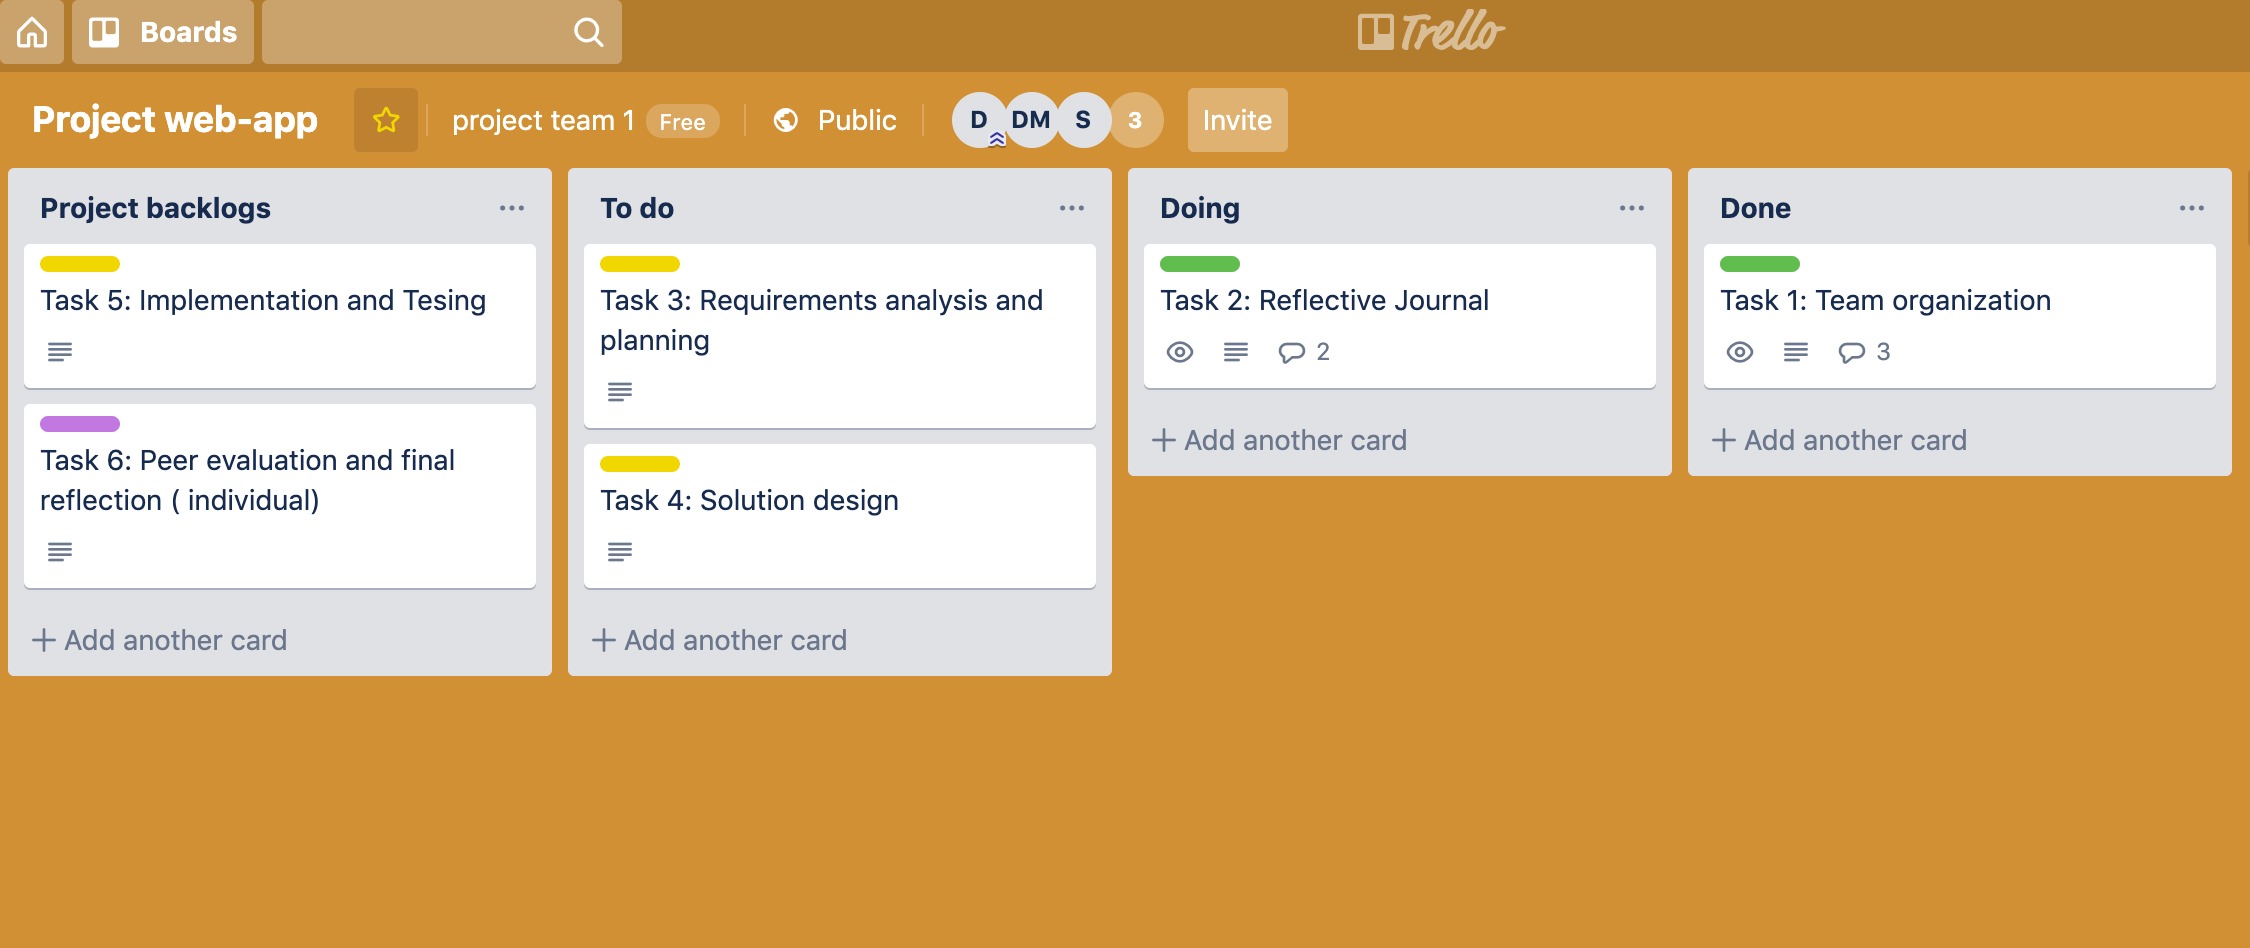 Boards
Trello
Project web-app
project team 1 Free
Public
D DM S 3
Invite
Project backlogs
Task 5: Implementation and Tesing
Task 6: Peer evaluation and final
reflection ( individual)
+ Add another card
To do
Task 3: Requirements analysis and
planning
Task 4: Solution design
+ Add another card
Doing
Task 2: Reflective Journal
2
+ Add another card
Done
Task 1: Team organization
3
+ Add another card